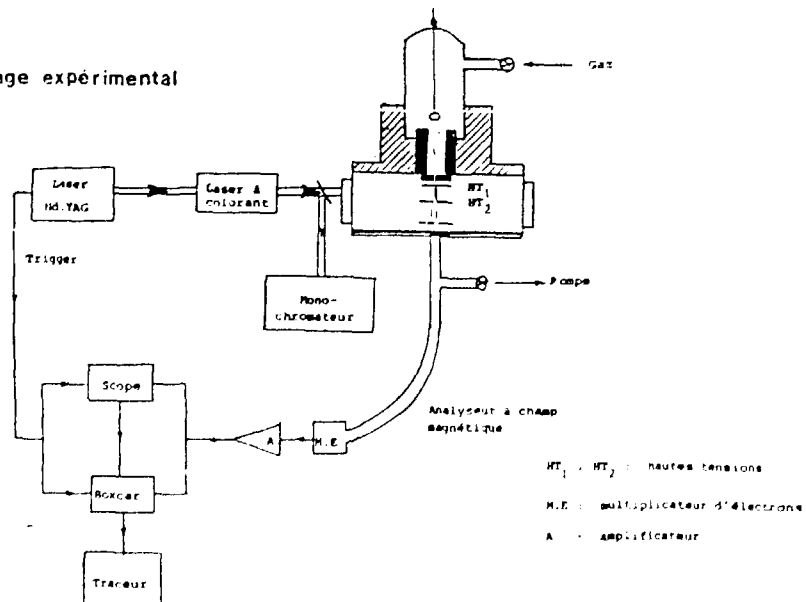 age expérimental
Gaz
Laser
Nd.YAG
Laser à
colorant
HT1
HT2
Trigger
Mono-
chromateur
Pompe
Scope
Analyseur à champ
magnétique
A
M.E
Boxcar
HT1 , HT2 : hautes tensions
M.E : multiplicateur d'électrons
A : amplificateur
Traceur